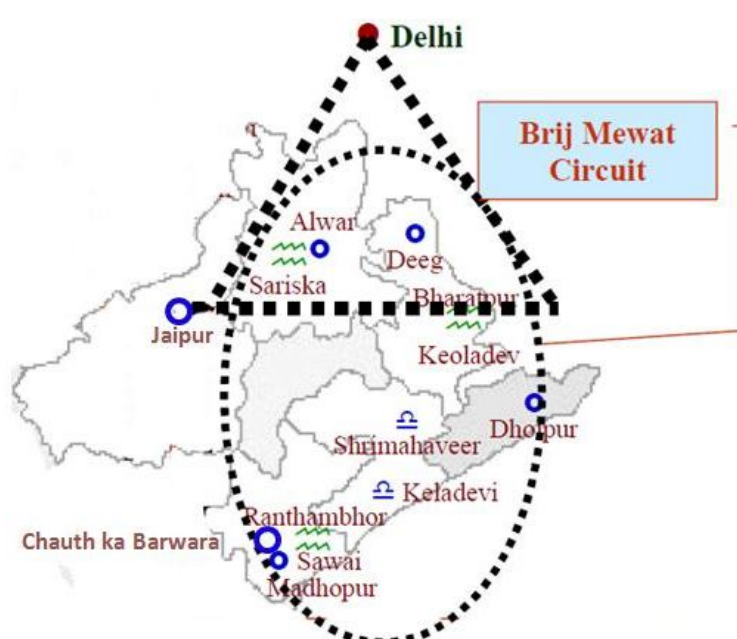 Delhi
Brij Mewat
Circuit
Alwar
Deeg
Sariska
Bharatpur
Jaipur
Keoladev
Shrimahaveer
Dholpur
Keladevi
Ranthambhor
Chauth ka Barwara
Sawai
Madhopur